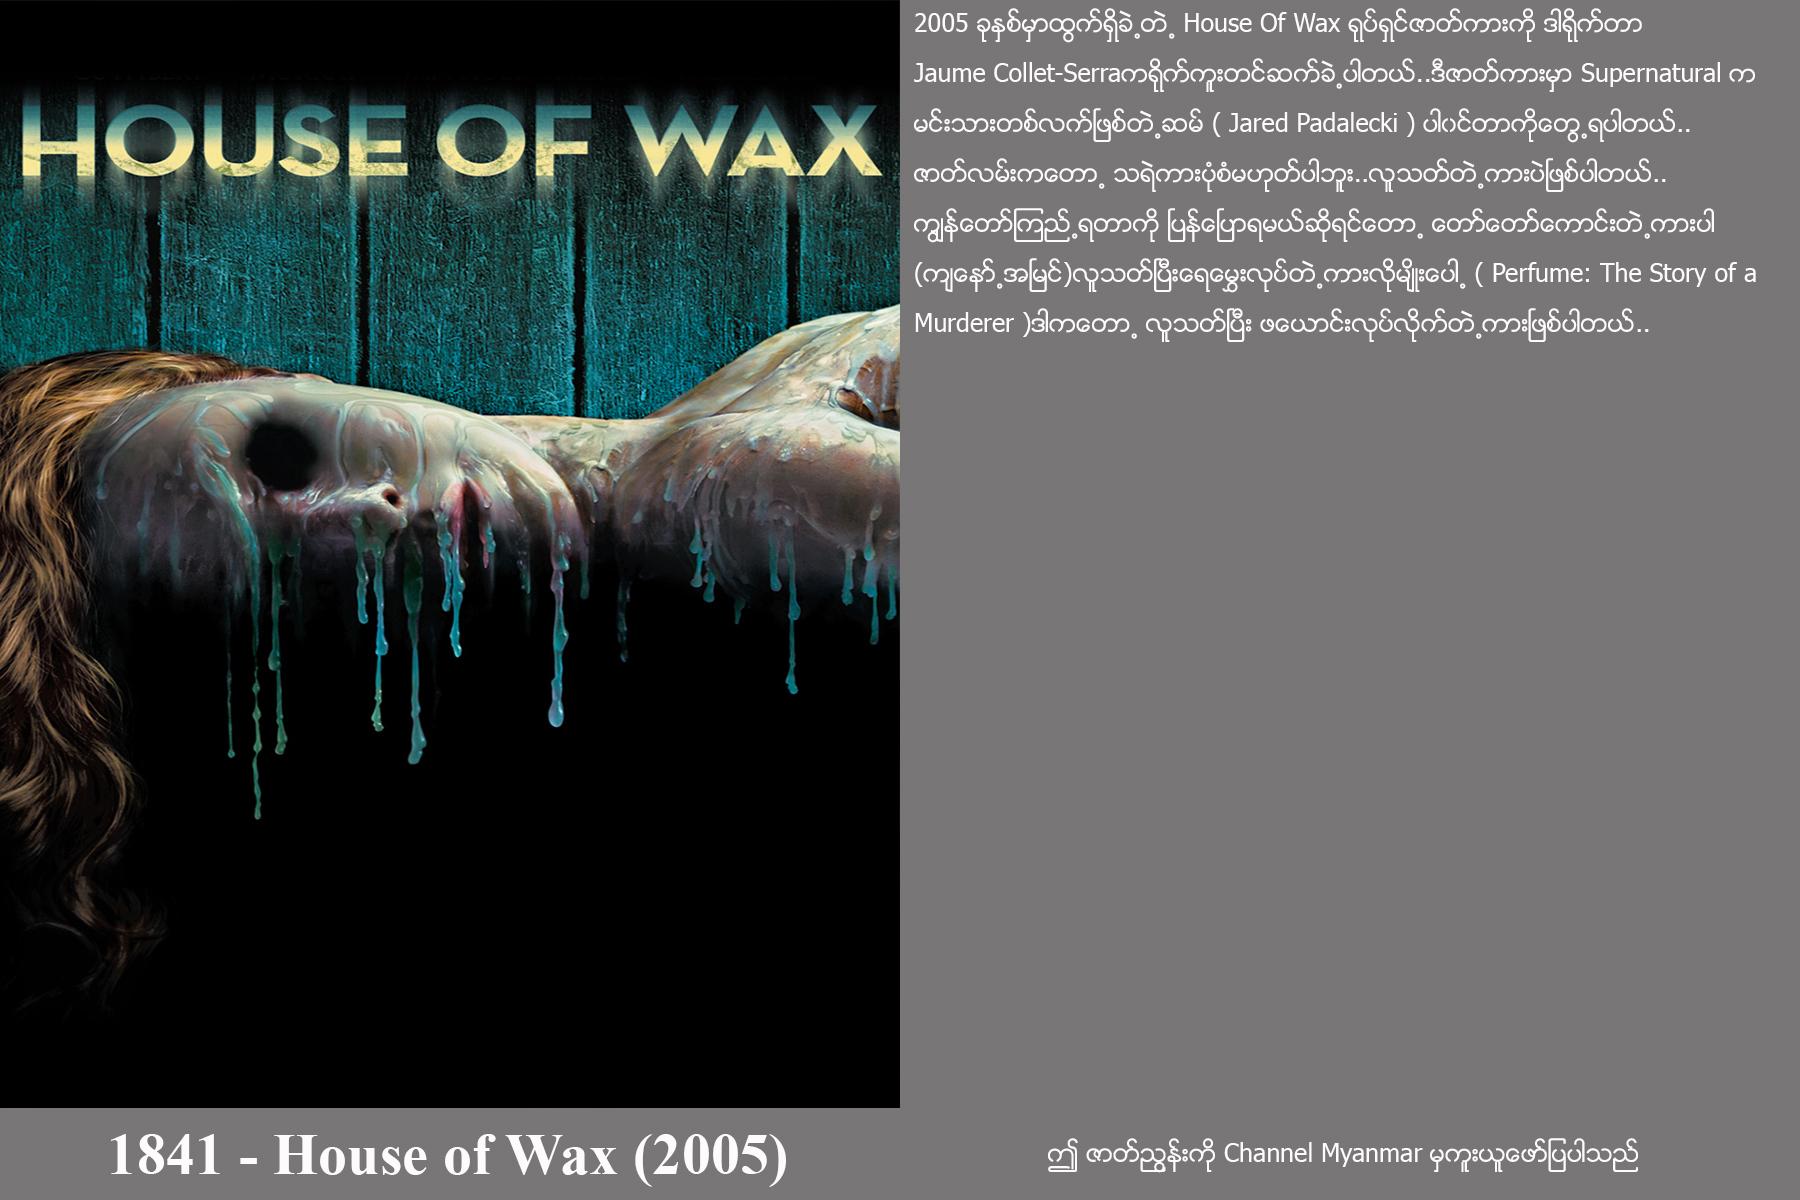 HOUSE OF WAX
2005 ခုနှစ်မှာထွက်ရှိခဲ့တဲ့ House Of Wax ရုပ်ရှင်ဇာတ်ကားကို ဒါရိုက်တာ
Jaume Collet-Serraကရိုက်ကူးတင်ဆက်ခဲ့ပါတယ်..ဒီဇာတ်ကားမှာ Supernatural က
မင်းသားတစ်လက်ဖြစ်တဲ့ဆမ် ( Jared Padalecki ) ပါဝင်တာကိုတွေ့ရပါတယ်..
ဇာတ်လမ်းကတော့ သရဲကားပုံစံမဟုတ်ပါဘူး..လူသတ်တဲ့ကားပဲဖြစ်ပါတယ်..
ကျွန်တော်ကြည့်ရတာကို ပြန်ပြောရမယ်ဆိုရင်တော့ တော်တော်ကောင်းတဲ့ကားပါ
(ကျနော့်အမြင်)လူသတ်ပြီးရေမွှေးလုပ်တဲ့ကားလိုမျိုးပေါ့ ( Perfume: The Story of a
Murderer )ဒါကတော့ လူသတ်ပြီး ဖယောင်းလုပ်လိုက်တဲ့ကားဖြစ်ပါတယ်..
1841 - House of Wax (2005)
ဤ ဇာတ်ညွှန်းကို Channel Myanmar မှကူးယူဖော်ပြပါသည်